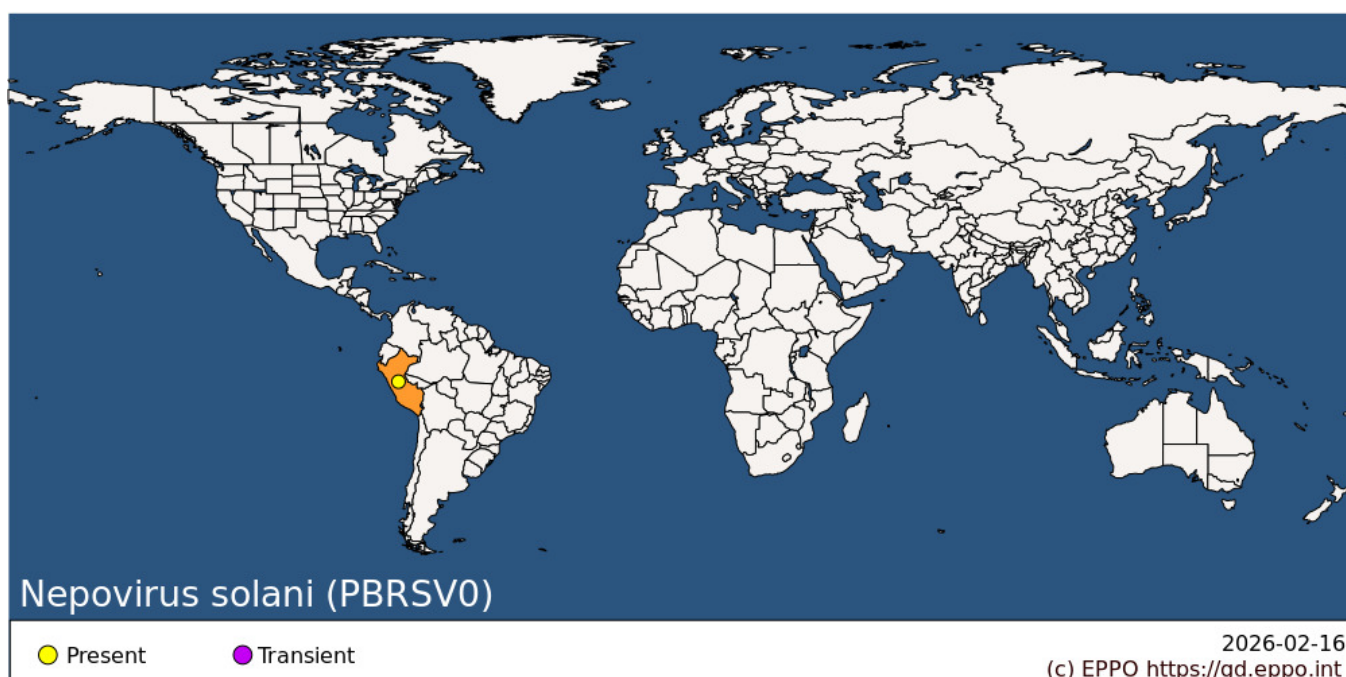 Nepovirus solani (PBRSV0)
Present
Transient
2026-02-16
(c) EPPO https://gd.eppo.int